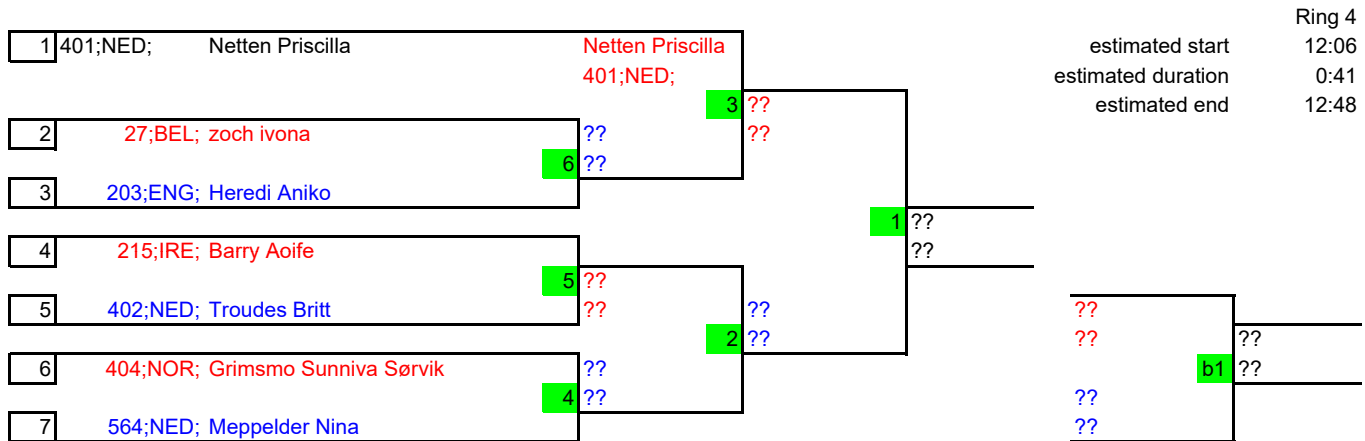 Ring 4
1 401;NED; Netten Priscilla Netten Priscilla estimated start 12:06
401;NED; estimated duration 0:41
3 ?? estimated end 12:48
2 27;BEL; zoch ivona ?? ??
6 ??
3 203;ENG; Heredi Aniko
1 ??
4 215;IRE; Barry Aoife ??
5 ??
5 402;NED; Troudes Britt ?? ?? ??
2 ?? ?? ??
6 404;NOR; Grimsmo Sunniva Sørvik ?? b1 ??
4 ?? ??
7 564;NED; Meppelder Nina ??